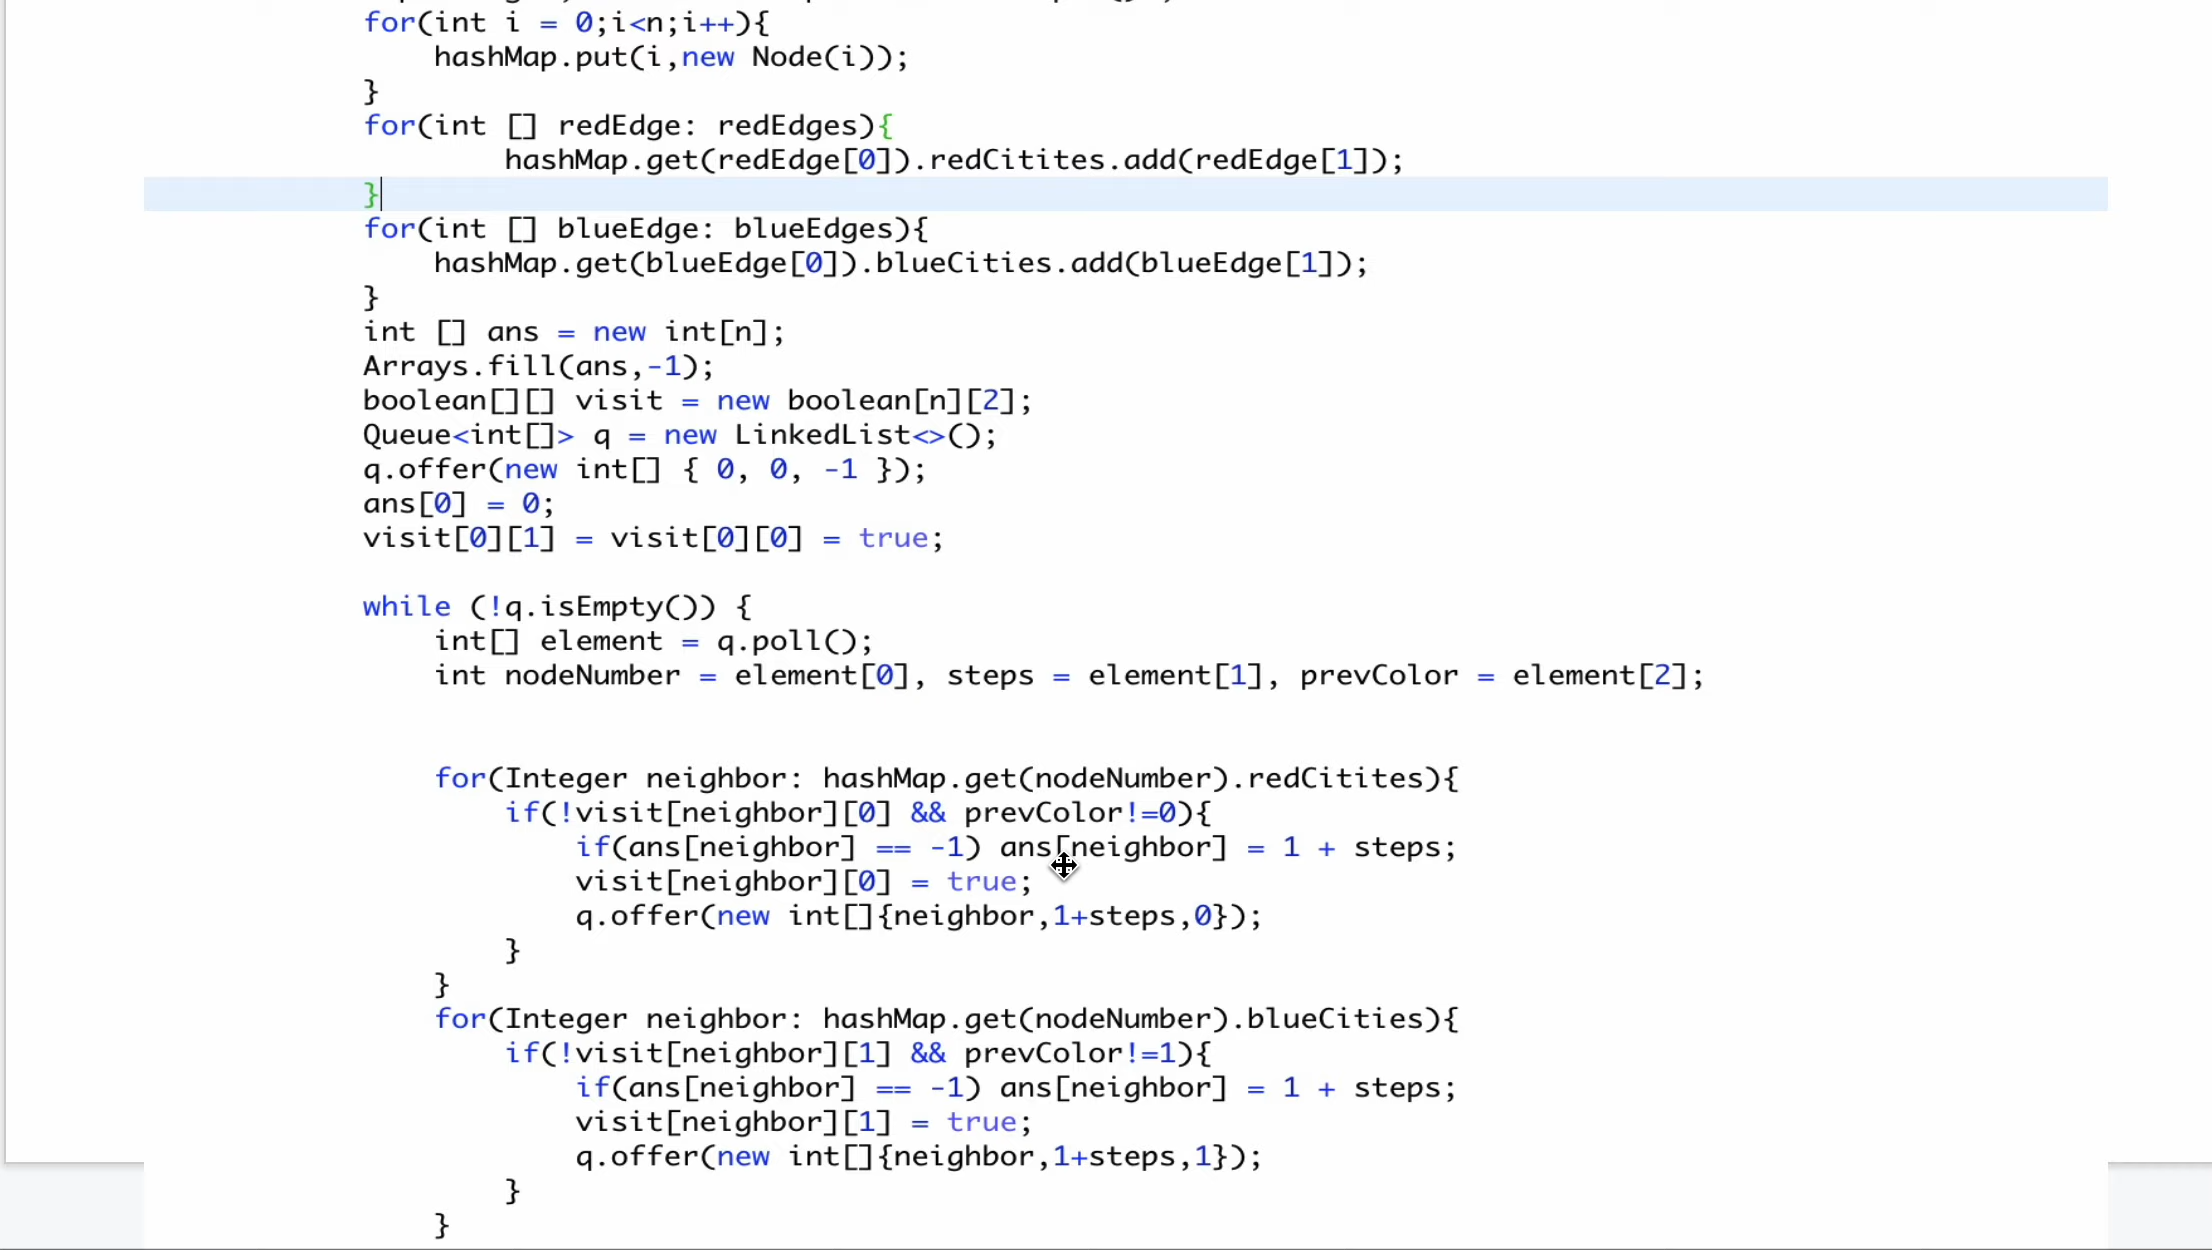 for(int i = 0;i<n;i++){
hashMap.put(i,new Node(i));
}
for(int [] redEdge: redEdges){
hashMap.get(redEdge[0]).redCitites.add(redEdge[1]);
}
for(int [] blueEdge: blueEdges){
hashMap.get(blueEdge[0]).blueCities.add(blueEdge[1]);
}
int [] ans = new int[n];
Arrays.fill(ans,-1);
boolean[][] visit = new boolean[n][2];
Queue<int[]> q = new LinkedList<>();
q.offer(new int[] { 0, 0, -1 });
ans[0] = 0;
visit[0][1] = visit[0][0] = true;
while (!q.isEmpty()) {
int[] element = q.poll();
int nodeNumber = element[0], steps = element[1], prevColor = element[2];
for(Integer neighbor: hashMap.get(nodeNumber).redCitites){
if(!visit[neighbor][0] && prevColor!=0){
if(ans[neighbor] == -1) ans[neighbor] = 1 + steps;
visit[neighbor][0] = true;
q.offer(new int[]{neighbor,1+steps,0});
}
}
for(Integer neighbor: hashMap.get(nodeNumber).blueCities){
if(!visit[neighbor][1] && prevColor!=1){
if(ans[neighbor] == -1) ans[neighbor] = 1 + steps;
visit[neighbor][1] = true;
q.offer(new int[]{neighbor,1+steps,1});
}
}